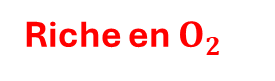 Riche en O₂